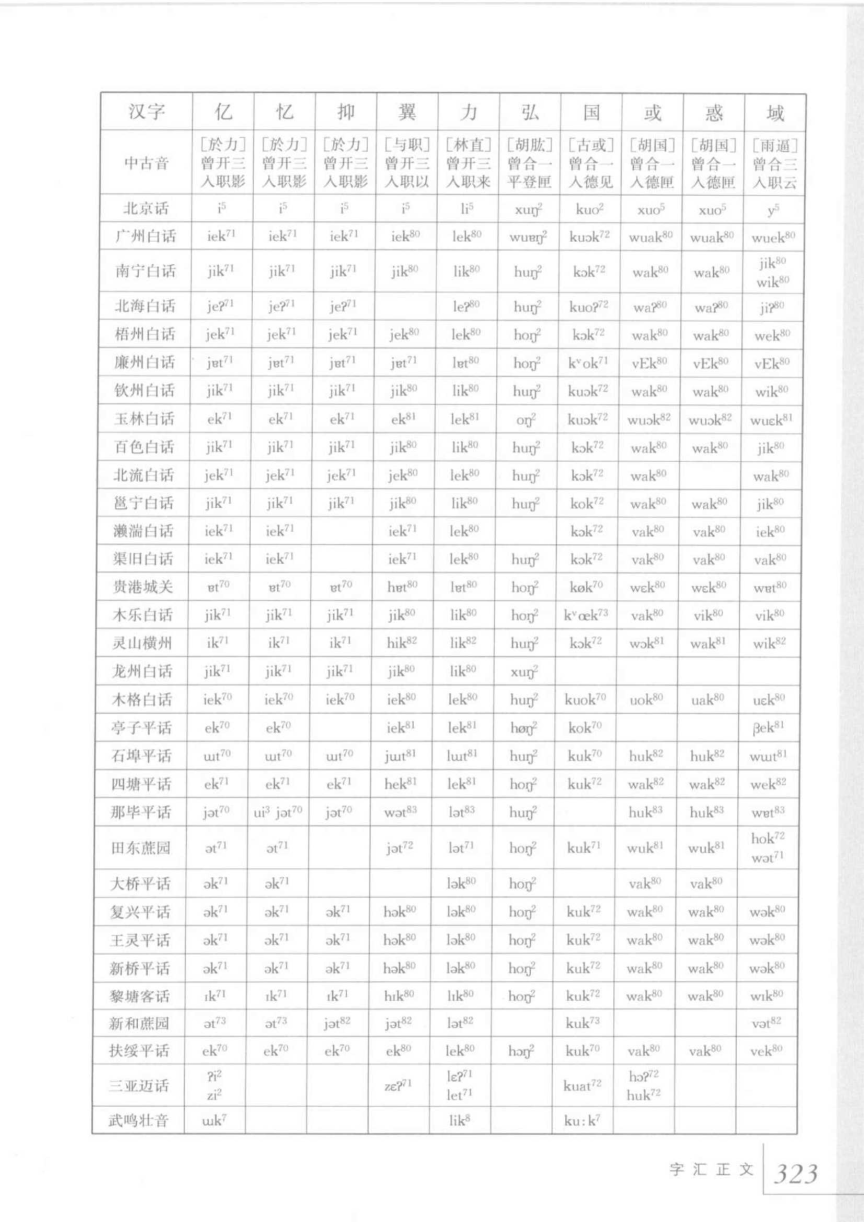 汉字 亿 忆 抑 翼 力 弘 国 或 惑 域
中古音 [於力]曾开三入职影 [於力]曾开三入职影 [於力]曾开三入职影 [与职]曾开三入职以 [林直]曾开三入职来 [胡肱]曾合一平登匣 [古或]曾合一入德见 [胡国]曾合一入德匣 [胡国]曾合一入德匣 [雨逼]曾合三入职云
北京话 i⁵ i⁵ i⁵ i⁵ li⁵ xuŋ² kuo² xuo⁵ xuo⁵ y⁵
广州白话 iek⁷¹ iek⁷¹ iek⁷¹ iek⁸⁰ lek⁸⁰ wuɐŋ² kuɔk⁷² wuak⁸⁰ wuak⁸⁰ wuek⁸⁰
南宁白话 jik⁷¹ jik⁷¹ jik⁷¹ jik⁸⁰ lik⁸⁰ huŋ² kɔk⁷² wak⁸⁰ wak⁸⁰ jik⁸⁰ wik⁸⁰
北海白话 jeʔ⁷¹ jeʔ⁷¹ jeʔ⁷¹ leʔ⁸⁰ huŋ² kuoʔ⁷² waʔ⁸⁰ waʔ⁸⁰ jiʔ⁸⁰
梧州白话 jek⁷¹ jek⁷¹ jek⁷¹ jek⁸⁰ lek⁸⁰ hoŋ² kɔk⁷² wak⁸⁰ wak⁸⁰ wek⁸⁰
廉州白话 jɐt⁷¹ jɐt⁷¹ jɐt⁷¹ jɐt⁷¹ lɐt⁸⁰ hoŋ² kᵛok⁷¹ vEk⁸⁰ vEk⁸⁰ vEk⁸⁰
钦州白话 jik⁷¹ jik⁷¹ jik⁷¹ jik⁸⁰ lik⁸⁰ huŋ² kuɔk⁷² wak⁸⁰ wak⁸⁰ wik⁸⁰
玉林白话 ek⁷¹ ek⁷¹ ek⁷¹ ek⁸¹ lek⁸¹ oŋ² kuɔk⁷² wuɔk⁸² wuɔk⁸² wuɛk⁸¹
百色白话 jik⁷¹ jik⁷¹ jik⁷¹ jik⁸⁰ lik⁸⁰ huŋ² kɔk⁷² wak⁸⁰ wak⁸⁰ jik⁸⁰
北流白话 jek⁷¹ jek⁷¹ jek⁷¹ jek⁸⁰ lek⁸⁰ huŋ² kɔk⁷² wak⁸⁰ wak⁸⁰
邕宁白话 jik⁷¹ jik⁷¹ jik⁷¹ jik⁸⁰ lik⁸⁰ huŋ² kok⁷² wak⁸⁰ wak⁸⁰ jik⁸⁰
濑湍白话 iek⁷¹ iek⁷¹ iek⁷¹ lek⁸⁰ kɔk⁷² vak⁸⁰ vak⁸⁰ iek⁸⁰
渠旧白话 iek⁷¹ iek⁷¹ iek⁷¹ lek⁸⁰ huŋ² kɔk⁷² vak⁸⁰ vak⁸⁰ vak⁸⁰
贵港城关 ɐt⁷⁰ ɐt⁷⁰ ɐt⁷⁰ hɐt⁸⁰ lɐt⁸⁰ hoŋ² køk⁷⁰ wɛk⁸⁰ wɛk⁸⁰ wɐt⁸⁰
木乐白话 jik⁷¹ jik⁷¹ jik⁷¹ jik⁸⁰ lik⁸⁰ hoŋ² kᵛœk⁷³ vak⁸⁰ vik⁸⁰ vik⁸⁰
灵山横州 ik⁷¹ ik⁷¹ ik⁷¹ hik⁸² lik⁸² huŋ² kɔk⁷² wɔk⁸¹ wak⁸¹ wik⁸²
龙州白话 jik⁷¹ jik⁷¹ jik⁷¹ jik⁸⁰ lik⁸⁰ xuŋ²
木格白话 iek⁷⁰ iek⁷⁰ iek⁷⁰ iek⁸⁰ lek⁸⁰ huŋ² kuok⁷⁰ uok⁸⁰ uak⁸⁰ uɛk⁸⁰
亭子平话 ek⁷⁰ ek⁷⁰ iek⁸¹ lek⁸¹ høŋ² kok⁷⁰ βek⁸¹
石埠平话 ɯt⁷⁰ ɯt⁷⁰ ɯt⁷⁰ jɯt⁸¹ lɯt⁸¹ huŋ² kuk⁷⁰ huk⁸² huk⁸² wɯt⁸¹
四塘平话 ek⁷¹ ek⁷¹ ek⁷¹ hek⁸¹ lek⁸¹ hoŋ² kuk⁷² wak⁸² wak⁸² wek⁸²
那毕平话 jət⁷⁰ ui³ jət⁷⁰ jət⁷⁰ wət⁸³ lət⁸³ huŋ² huk⁸³ huk⁸³ wɐt⁸³
田东蔗园 ət⁷¹ ət⁷¹ jət⁷² lət⁷¹ hoŋ² kuk⁷¹ wuk⁸¹ wuk⁸¹ hok⁷² wət⁷¹
大桥平话 ək⁷¹ ək⁷¹ lək⁸⁰ hoŋ² vak⁸⁰ vak⁸⁰
复兴平话 ək⁷¹ ək⁷¹ ək⁷¹ hək⁸⁰ lək⁸⁰ hoŋ² kuk⁷² wak⁸⁰ wak⁸⁰ wək⁸⁰
王灵平话 ək⁷¹ ək⁷¹ ək⁷¹ hək⁸⁰ lək⁸⁰ hoŋ² kuk⁷² wak⁸⁰ wak⁸⁰ wək⁸⁰
新桥平话 ək⁷¹ ək⁷¹ ək⁷¹ hək⁸⁰ lək⁸⁰ hoŋ² kuk⁷² wak⁸⁰ wak⁸⁰ wək⁸⁰
黎塘客话 ɪk⁷¹ ɪk⁷¹ ɪk⁷¹ hɪk⁸⁰ lɪk⁸⁰ hoŋ² kuk⁷² wak⁸⁰ wak⁸⁰ wɪk⁸⁰
新和蔗园 ət⁷³ ət⁷³ jət⁸² jət⁸² lət⁸² kuk⁷³ vət⁸²
扶绥平话 ek⁷⁰ ek⁷⁰ ek⁷⁰ ek⁸⁰ lek⁸⁰ hɔŋ² kuk⁷⁰ vak⁸⁰ vak⁸⁰ vek⁸⁰
三亚迈话 ʔi² zi² zɛʔ⁷¹ lɛʔ⁷¹ let⁷¹ kuat⁷² hɔʔ⁷² huk⁷²
武鸣壮音 ɯk⁷ lik⁸ ku:k⁷
字汇正文 323